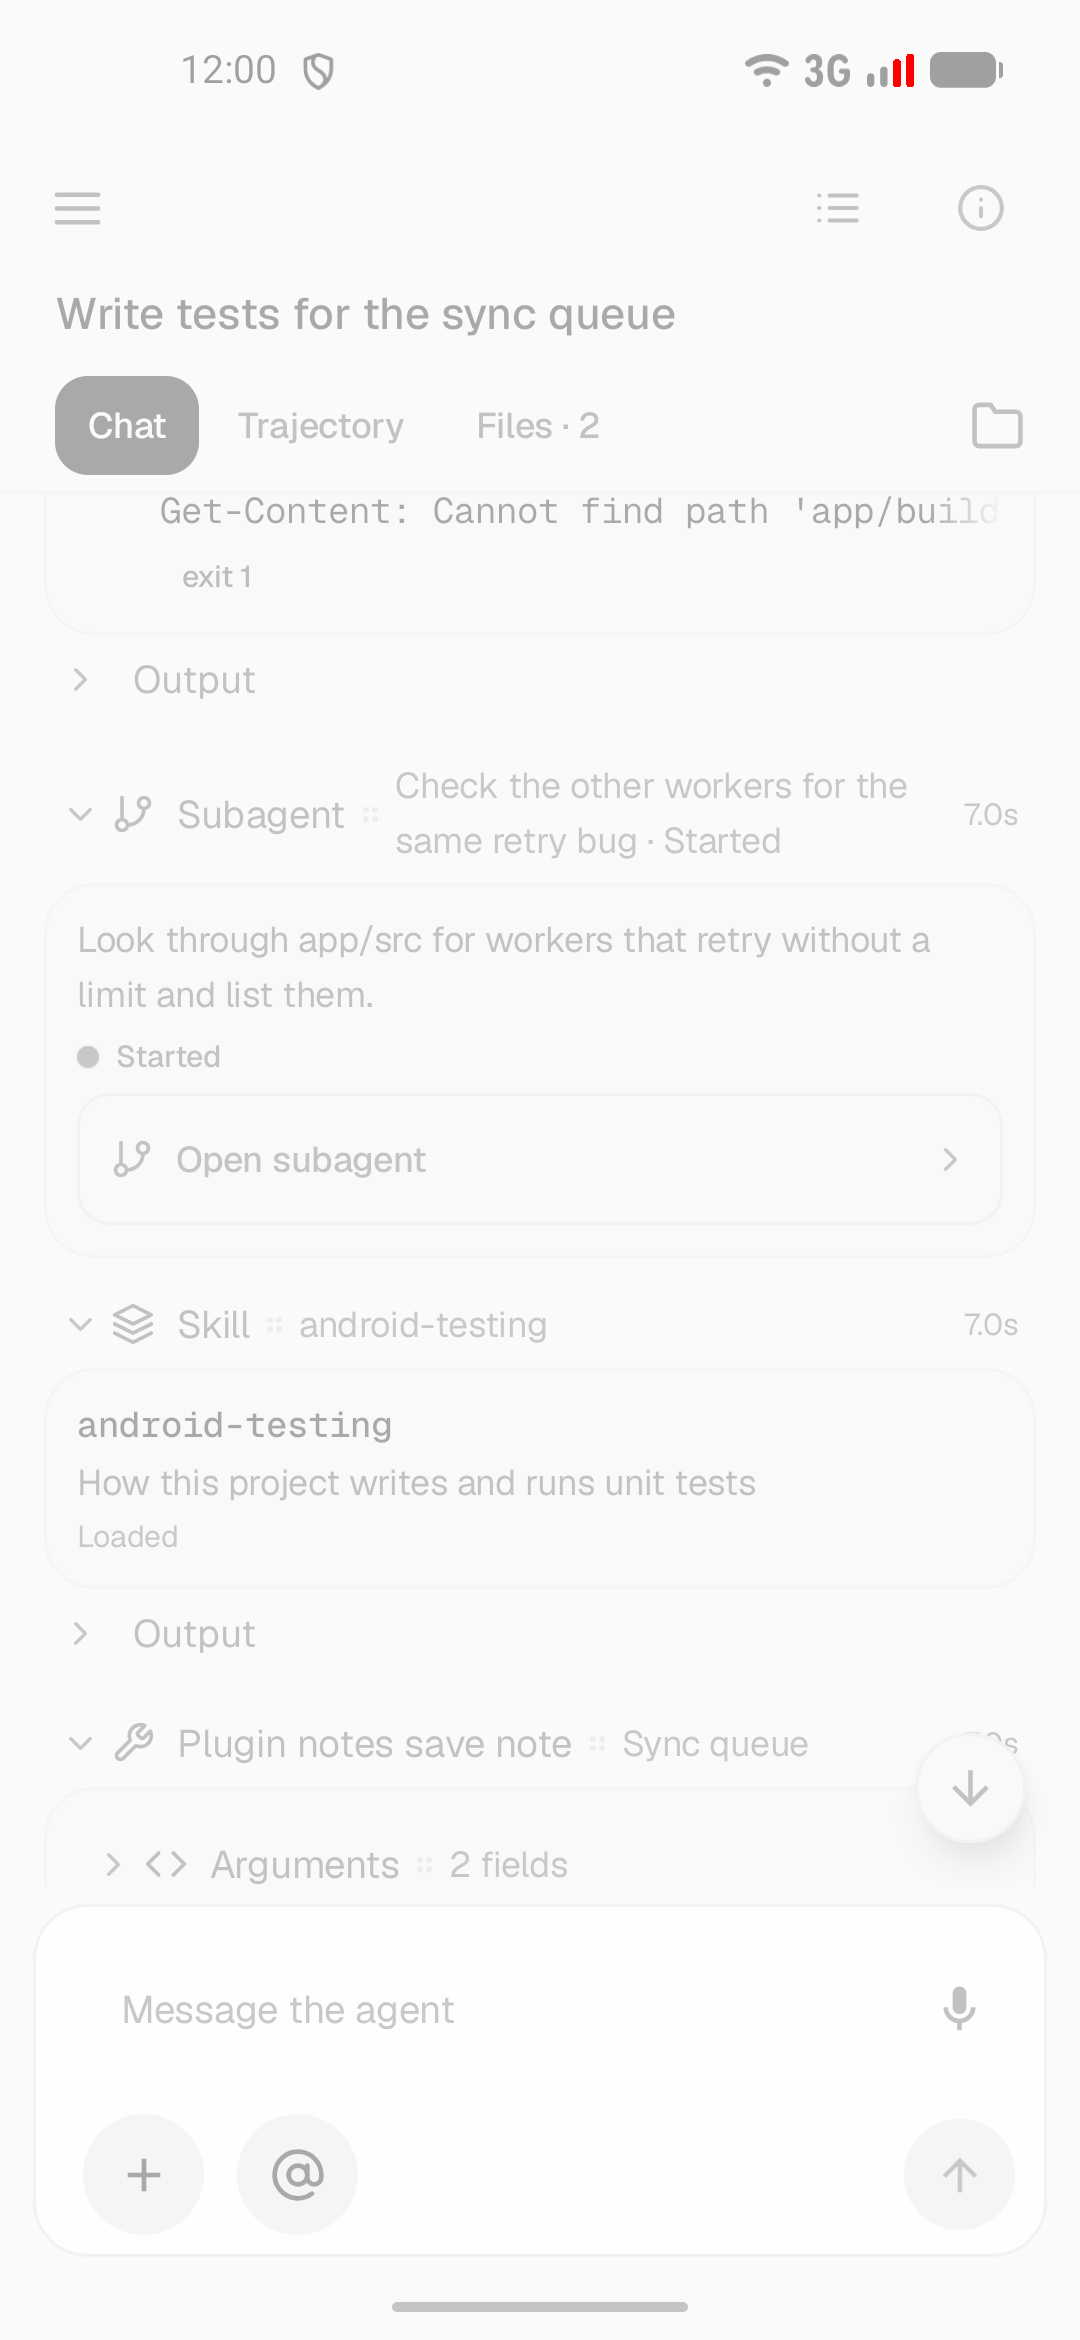 12:00
3G
Write tests for the sync queue
Chat
Trajectory
Files · 2
Get-Content: Cannot find path 'app/build
exit 1
Output
Subagent
Check the other workers for the
same retry bug · Started
7.0s
Look through app/src for workers that retry without a
limit and list them.
Started
Open subagent
Skill
android-testing
7.0s
android-testing
How this project writes and runs unit tests
Loaded
Output
Plugin notes save note
Sync queue
Arguments
2 fields
Message the agent